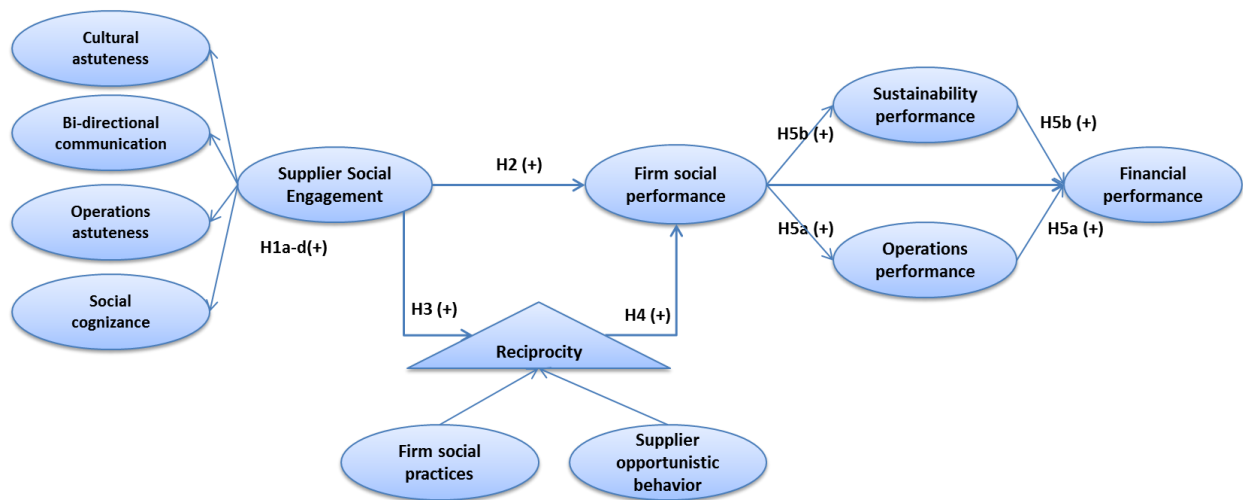 Cultural
astuteness
Bi-directional
communication
Operations
astuteness
Social
cognizance
Supplier Social
Engagement
H1a-d(+)
H2 (+)
H3 (+)
H4 (+)
Reciprocity
Firm social
practices
Supplier
opportunistic
behavior
Firm social
performance
H5b (+)
H5a (+)
Sustainability
performance
Operations
performance
H5b (+)
H5a (+)
Financial
performance